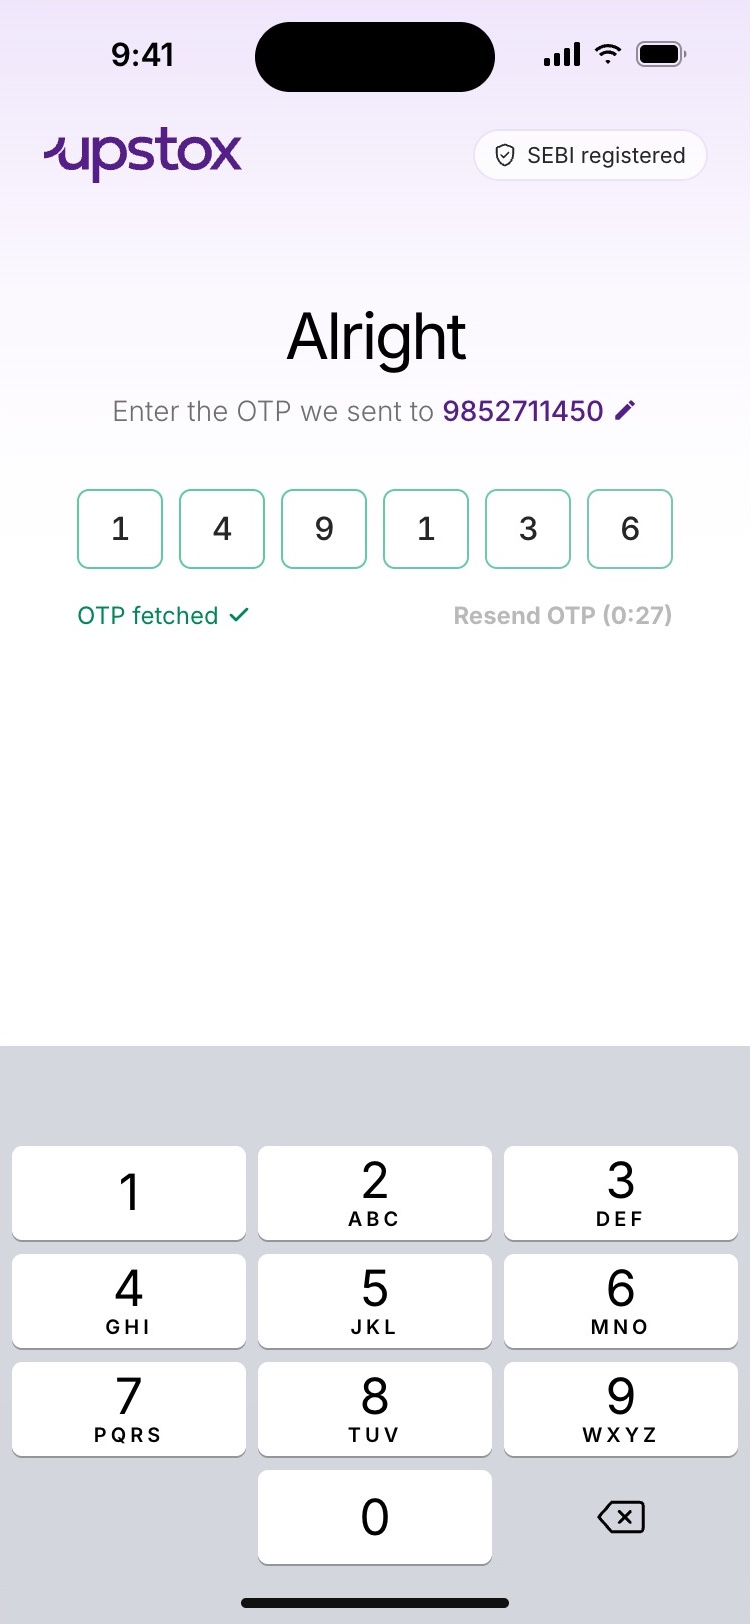 9:41
upstox
SEBI registered
Alright
Enter the OTP we sent to 9852711450
1 4 9 1 3 6
OTP fetched
Resend OTP (0:27)
1 2 3
ABC DEF
4 5 6
GHI JKL MNO
7 8 9
PQRS TUV WXYZ
0